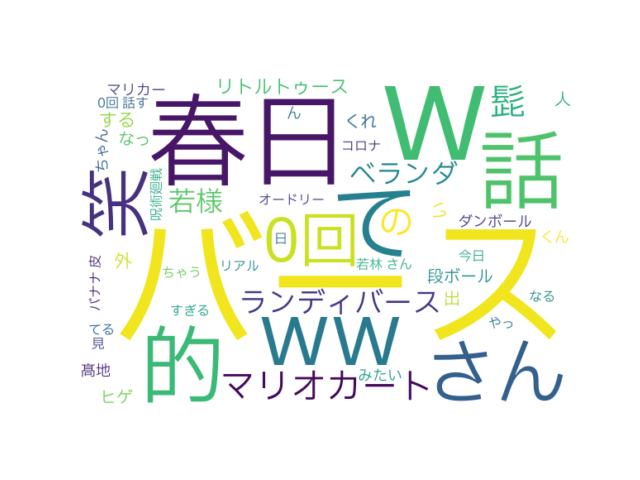 マリカー
リトルトゥース
0回 話す
する
なっ
ん
くれ
コロナ
春日
W
髭
人
話
ちゃん
笑
呪術廻戦
若様
オードリー
て
ベランダ
の
ダンボール
バース
0回
日
くん
今日
外
ちゃう
リアル
若林 さん
段ボール
バナナ 皮
ランディバース
出
なる
てる
見
すぎる
的
WW
やっ
さん
髙地
マリオカート
みたい
ヒゲ